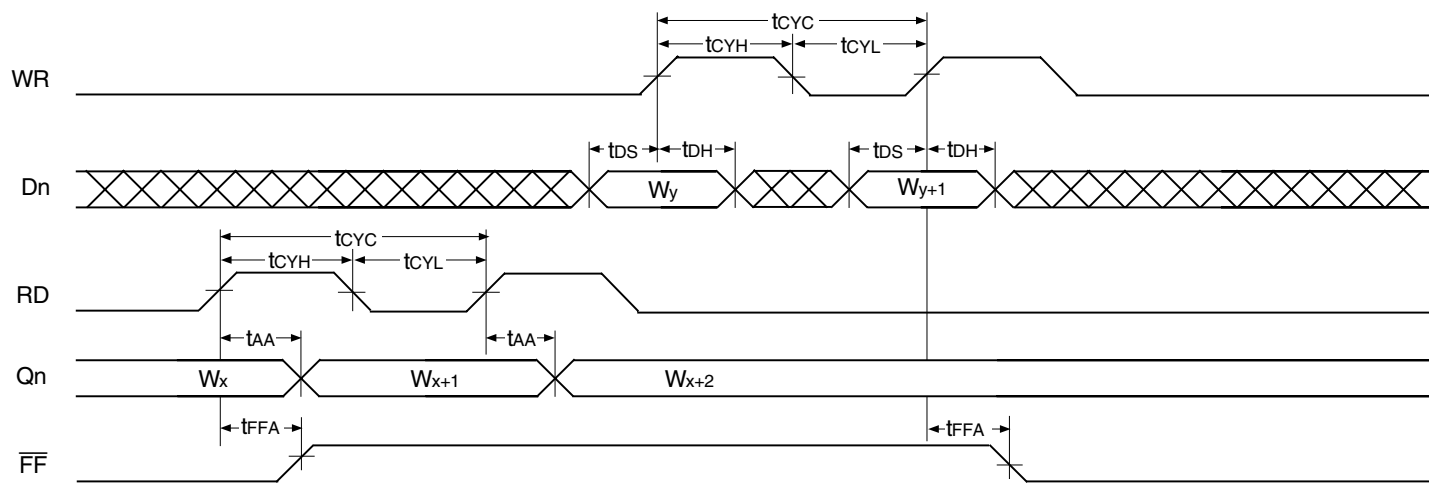 tCYC
tCYH tCYL
WR
tDS tDH tDS tDH
Dn Wy Wy+1
tCYC
tCYH tCYL
RD
tAA tAA
Qn Wx Wx+1 Wx+2
tFFA tFFA
F̅F̅